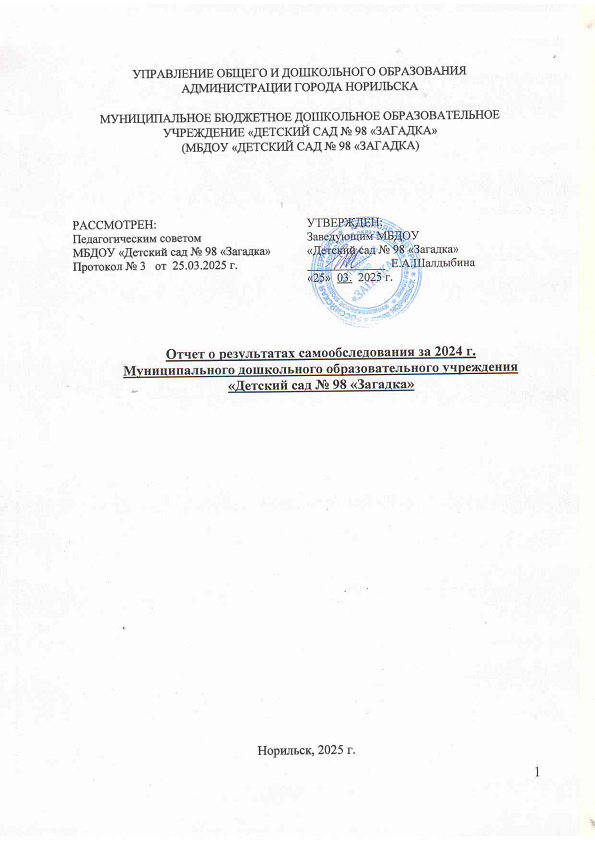 УПРАВЛЕНИЕ ОБЩЕГО И ДОШКОЛЬНОГО ОБРАЗОВАНИЯ
АДМИНИСТРАЦИИ ГОРОДА НОРИЛЬСКА
МУНИЦИПАЛЬНОЕ БЮДЖЕТНОЕ ДОШКОЛЬНОЕ ОБРАЗОВАТЕЛЬНОЕ
УЧРЕЖДЕНИЕ «ДЕТСКИЙ САД № 98 «ЗАГАДКА»
(МБДОУ «ДЕТСКИЙ САД № 98 «ЗАГАДКА)
РАССМОТРЕН:
Педагогическим советом
МБДОУ «Детский сад № 98 «Загадка»
Протокол № 3 от 25.03.2025 г.
УТВЕРЖДЕН:
Заведующим МБДОУ
«Детский сад № 98 «Загадка»
Е.А.Шалдыбина
«25» 03. 2025 г.
«ЗАГАДКА»
Отчет о результатах самообследования за 2024 г.
Муниципального дошкольного образовательного учреждения
«Детский сад № 98 «Загадка»
Норильск, 2025 г.
1